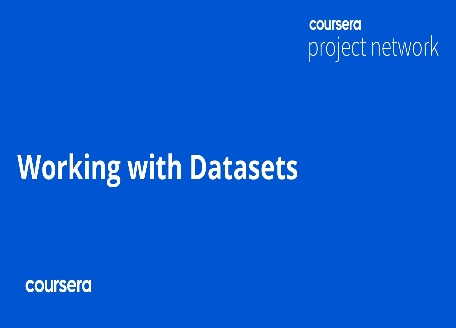 coursera
project network
Working with Datasets
coursera